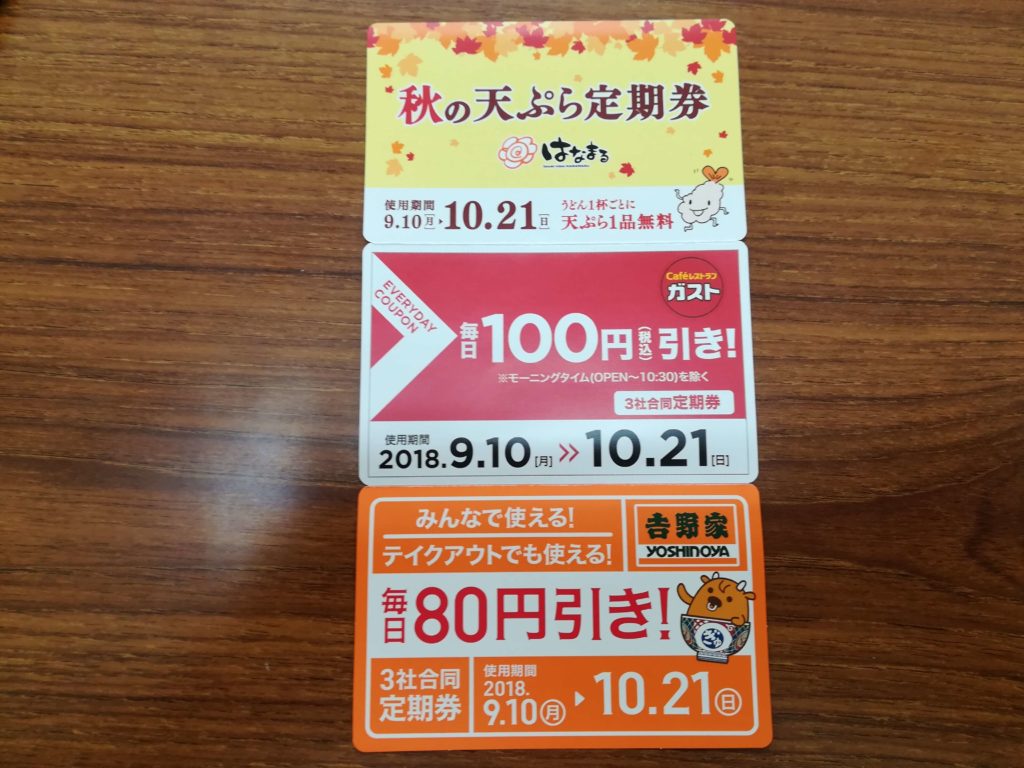 秋の天ぷら定期券
はなまる
使用期間
9.10(月)▸10.21(日)
うどん1杯ごとに
天ぷら1品無料
EVERYDAY
COUPON
Caféレストラン
ガスト
毎日100円(税込)引き!
※モーニングタイム(OPEN〜10:30)を除く
3社合同定期券
使用期間
2018.9.10[月]≫10.21[日]
みんなで使える!
テイクアウトでも使える!
吉野家
YOSHINOYA
毎日80円引き!
3社合同
定期券
使用期間
2018.
9.10(月)▸10.21(日)